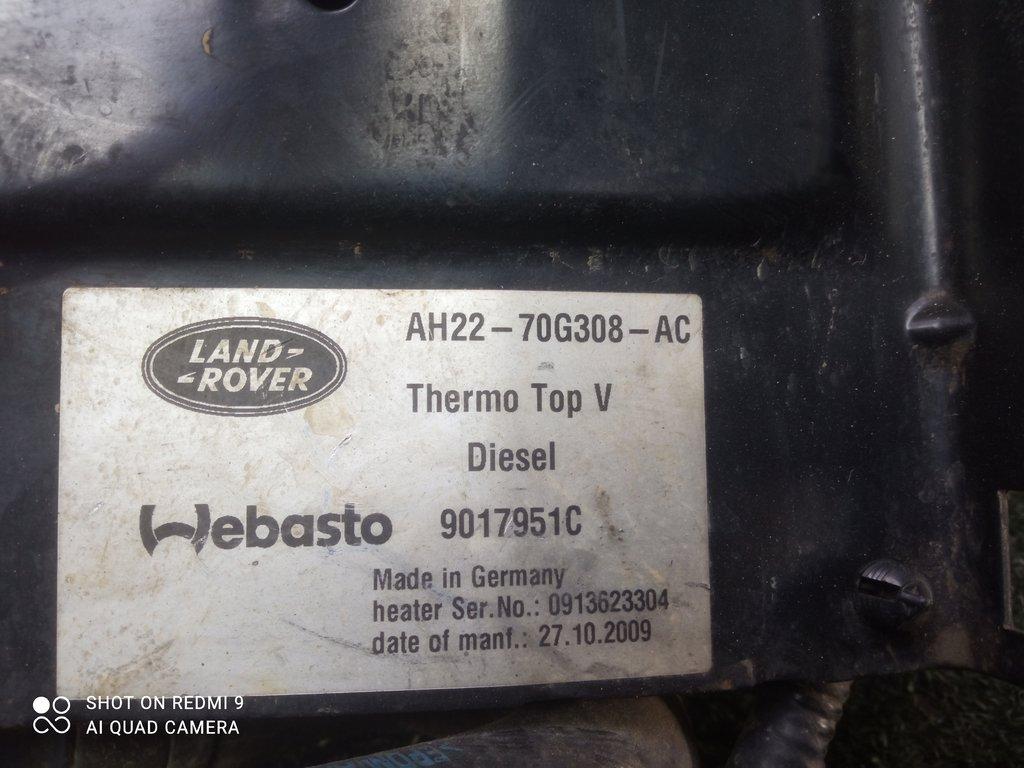 LAND-
-ROVER
AH22-70G308-AC
Thermo Top V
Diesel
Webasto 9017951C
Made in Germany
heater Ser.No.: 0913623304
date of manf.: 27.10.2009
SHOT ON REDMI 9
AI QUAD CAMERA